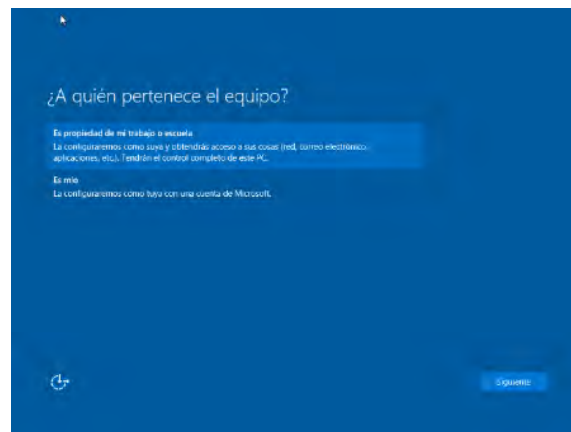 ¿A quién pertenece el equipo?
Es propiedad de mi trabajo o escuela
La configuraremos como suya y obtendrás acceso a sus cosas (red, correo electrónico,
aplicaciones, etc.). Tendrán el control completo de este PC.
Es mío
La configuraremos como tuya con una cuenta de Microsoft.
Siguiente